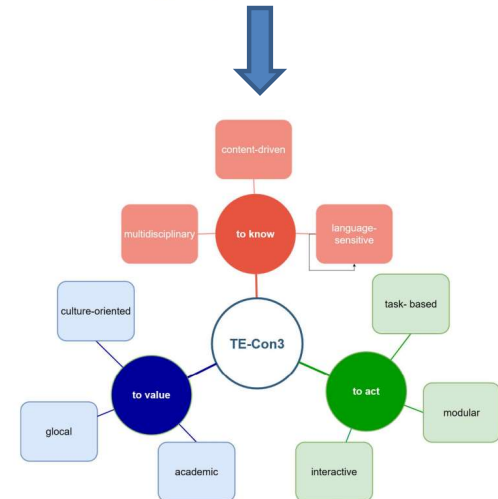 content-driven
multidisciplinary
to know
language-
sensitive
culture-oriented
TE-Con3
task- based
to value
to act
glocal
modular
academic
interactive